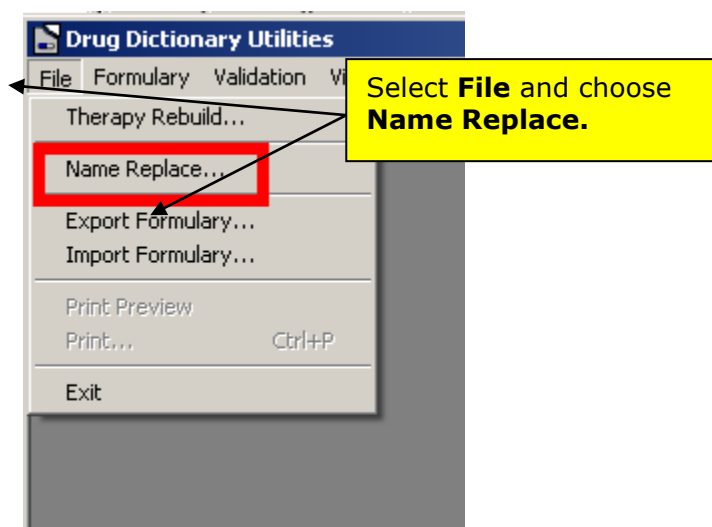 Drug Dictionary Utilities
File Formulary Validation Vi
Select File and choose
Name Replace.
Therapy Rebuild...
Name Replace...
Export Formulary...
Import Formulary...
Print Preview
Print... Ctrl+P
Exit